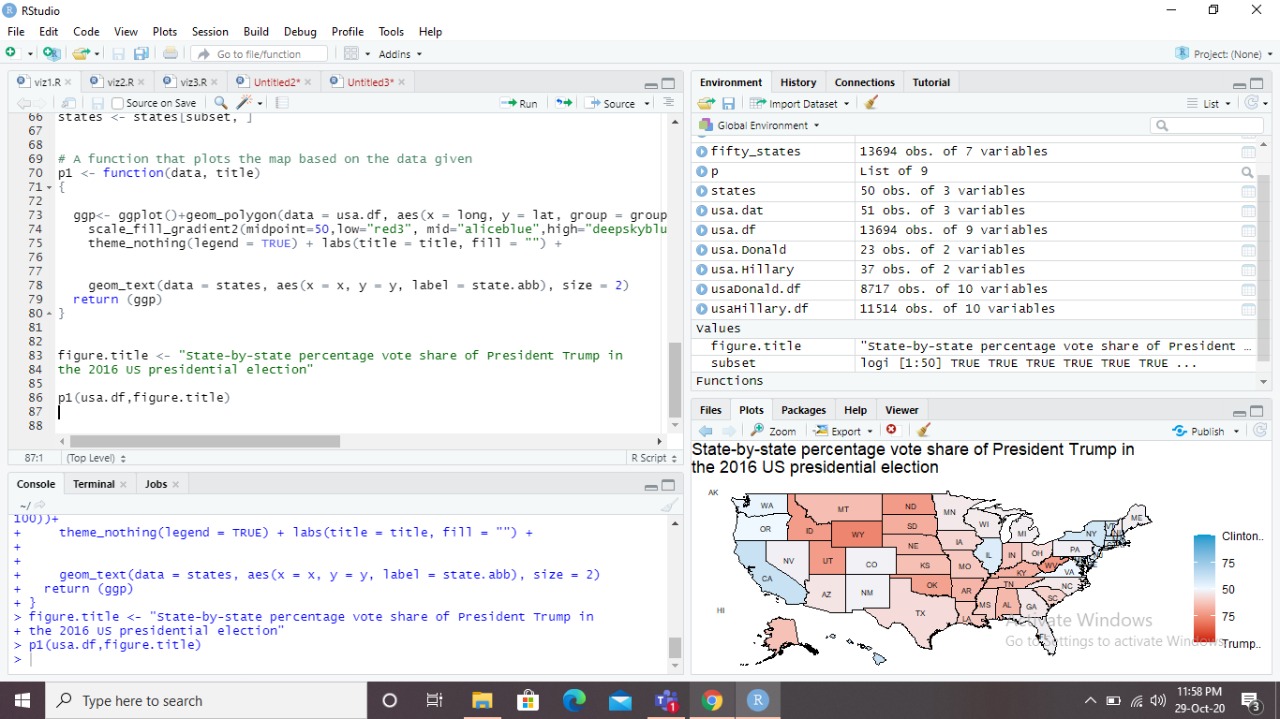 RStudio
File Edit Code View Plots Session Build Debug Profile Tools Help
Go to file/function Addins Project: (None)
viz1.R viz2.R viz3.R Untitled2* Untitled3*
Source on Save Run Source
66 states <- states[subset, ]
67
68
69 # A function that plots the map based on the data given
70 p1 <- function(data, title)
71 {
72
73 ggp<- ggplot()+geom_polygon(data = usa.df, aes(x = long, y = lat, group = group
74 scale_fill_gradient2(midpoint=50,low="red3", mid="aliceblue",high="deepskyblu
75 theme_nothing(legend = TRUE) + labs(title = title, fill = "") +
76
77
78 geom_text(data = states, aes(x = x, y = y, label = state.abb), size = 2)
79 return (ggp)
80 }
81
82
83 figure.title <- "State-by-state percentage vote share of President Trump in
84 the 2016 US presidential election"
85
86 p1(usa.df,figure.title)
87
88
87:1 (Top Level) R Script
Console Terminal Jobs
~/
100))+
+ theme_nothing(legend = TRUE) + labs(title = title, fill = "") +
+
+
+ geom_text(data = states, aes(x = x, y = y, label = state.abb), size = 2)
+ return (ggp)
+ }
> figure.title <- "State-by-state percentage vote share of President Trump in
+ the 2016 US presidential election"
> p1(usa.df,figure.title)
>
Environment History Connections Tutorial
Import Dataset List
Global Environment
fifty_states 13694 obs. of 7 variables
p List of 9
states 50 obs. of 3 variables
usa.dat 51 obs. of 3 variables
usa.df 13694 obs. of 9 variables
usa.Donald 23 obs. of 2 variables
usa.Hillary 37 obs. of 2 variables
usaDonald.df 8717 obs. of 10 variables
usaHillary.df 11514 obs. of 10 variables
Values
figure.title "State-by-state percentage vote share of President …
subset logi [1:50] TRUE TRUE TRUE TRUE TRUE TRUE ...
Functions
Files Plots Packages Help Viewer
Zoom Export Publish
State-by-state percentage vote share of President Trump in
the 2016 US presidential election
AK
WA MT ND MN ME
OR ID SD WI MI NY VT
WY IA
NE PA
NV UT CO IL IN OH
CA KS MO KY WV VA
AZ NM OK TN NC
AR SC
HI TX LA MS AL GA
Clinton..
75
50
75
Trump..
Activate Windows
Go to Settings to activate Windows.
Type here to search
1
11:58 PM
29-Oct-20
3